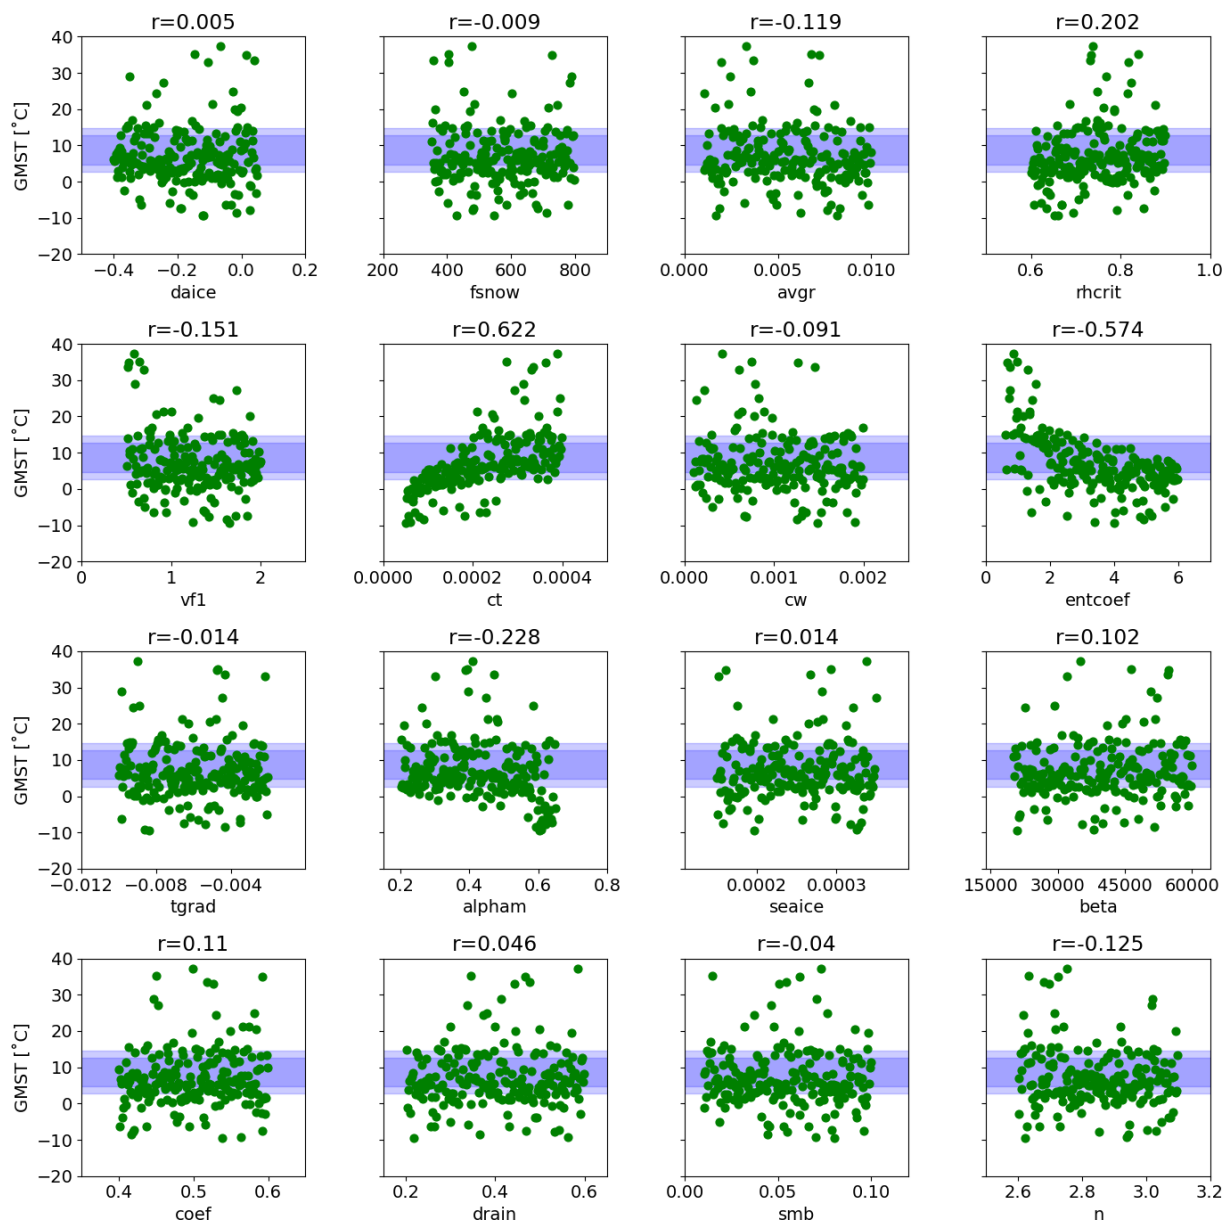 r=0.005 r=-0.009 r=-0.119 r=0.202
GMST [˚C]
40
30
20
10
0
−10
−20
−0.4 −0.2 0.0 0.2 200 400 600 800 0.000 0.005 0.010 0.6 0.8 1.0
daice fsnow avgr rhcrit
r=-0.151 r=0.622 r=-0.091 r=-0.574
GMST [˚C]
40
30
20
10
0
−10
−20
0 1 2 0.0000 0.0002 0.0004 0.000 0.001 0.002 0 2 4 6
vf1 ct cw entcoef
r=-0.014 r=-0.228 r=0.014 r=0.102
GMST [˚C]
40
30
20
10
0
−10
−20
−0.012 −0.008 −0.004 0.2 0.4 0.6 0.8 0.0002 0.0003 15000 30000 45000 60000
tgrad alpham seaice beta
r=0.11 r=0.046 r=-0.04 r=-0.125
GMST [˚C]
40
30
20
10
0
−10
−20
0.4 0.5 0.6 0.2 0.4 0.6 0.00 0.05 0.10 2.6 2.8 3.0 3.2
coef drain smb n